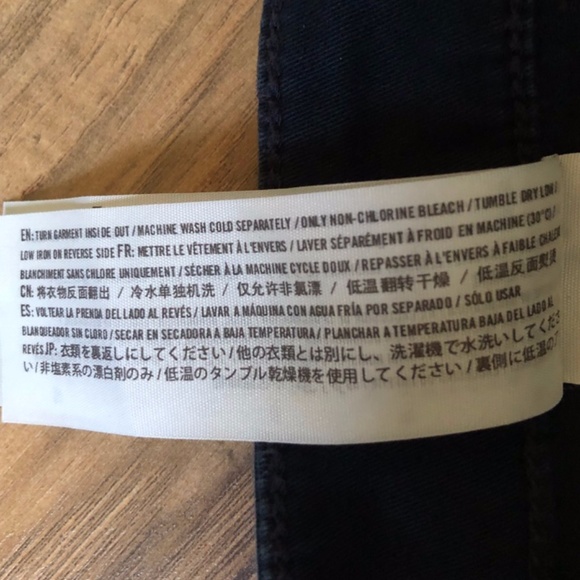 EN: TURN GARMENT INSIDE OUT / MACHINE WASH COLD SEPARATELY / ONLY NON-CHLORINE BLEACH / TUMBLE DRY LOW /
LOW IRON ON REVERSE SIDE FR: METTRE LE VÊTEMENT À L'ENVERS / LAVER SÉPARÉMENT À FROID EN MACHINE (30°C) /
BLANCHIMENT SANS CHLORE UNIQUEMENT / SÉCHER À LA MACHINE CYCLE DOUX / REPASSER À L'ENVERS À FAIBLE CHALEUR
CN: 将衣物反面翻出 / 冷水单独机洗 / 仅允许非氯漂 / 低温翻转干燥 / 低温反面熨烫
ES: VOLTEAR LA PRENDA DEL LADO AL REVÉS / LAVAR A MÁQUINA CON AGUA FRÍA POR SEPARADO / SÓLO USAR
BLANQUEADOR SIN CLORO / SECAR EN SECADORA A BAJA TEMPERATURA / PLANCHAR A TEMPERATURA BAJA DEL LADO AL
REVÉS JP: 衣類を裏返しにしてください / 他の衣類とは別にし、洗濯機で水洗いしてくださ
い / 非塩素系の漂白剤のみ / 低温のタンブル乾燥機を使用してください / 裏側に低温の